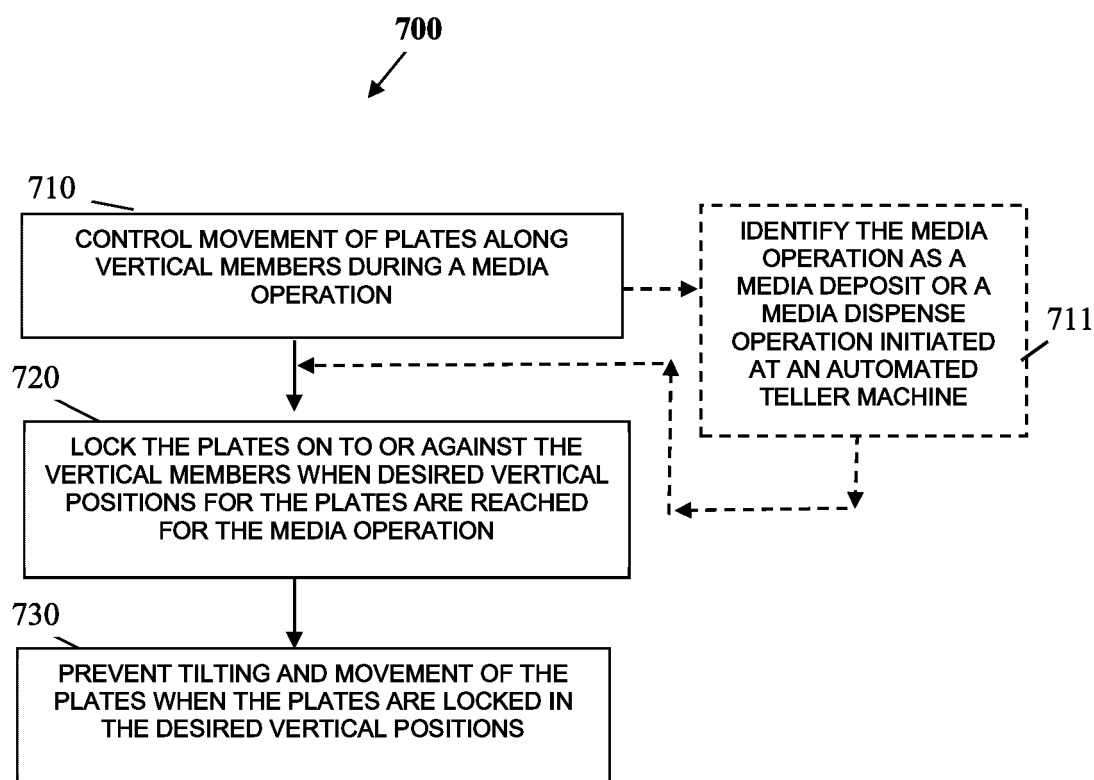 700
710
CONTROL MOVEMENT OF PLATES ALONG
VERTICAL MEMBERS DURING A MEDIA
OPERATION
IDENTIFY THE MEDIA
OPERATION AS A
MEDIA DEPOSIT OR A
MEDIA DISPENSE
OPERATION INITIATED
AT AN AUTOMATED
TELLER MACHINE
711
720
LOCK THE PLATES ON TO OR AGAINST THE
VERTICAL MEMBERS WHEN DESIRED VERTICAL
POSITIONS FOR THE PLATES ARE REACHED
FOR THE MEDIA OPERATION
730
PREVENT TILTING AND MOVEMENT OF THE
PLATES WHEN THE PLATES ARE LOCKED IN
THE DESIRED VERTICAL POSITIONS